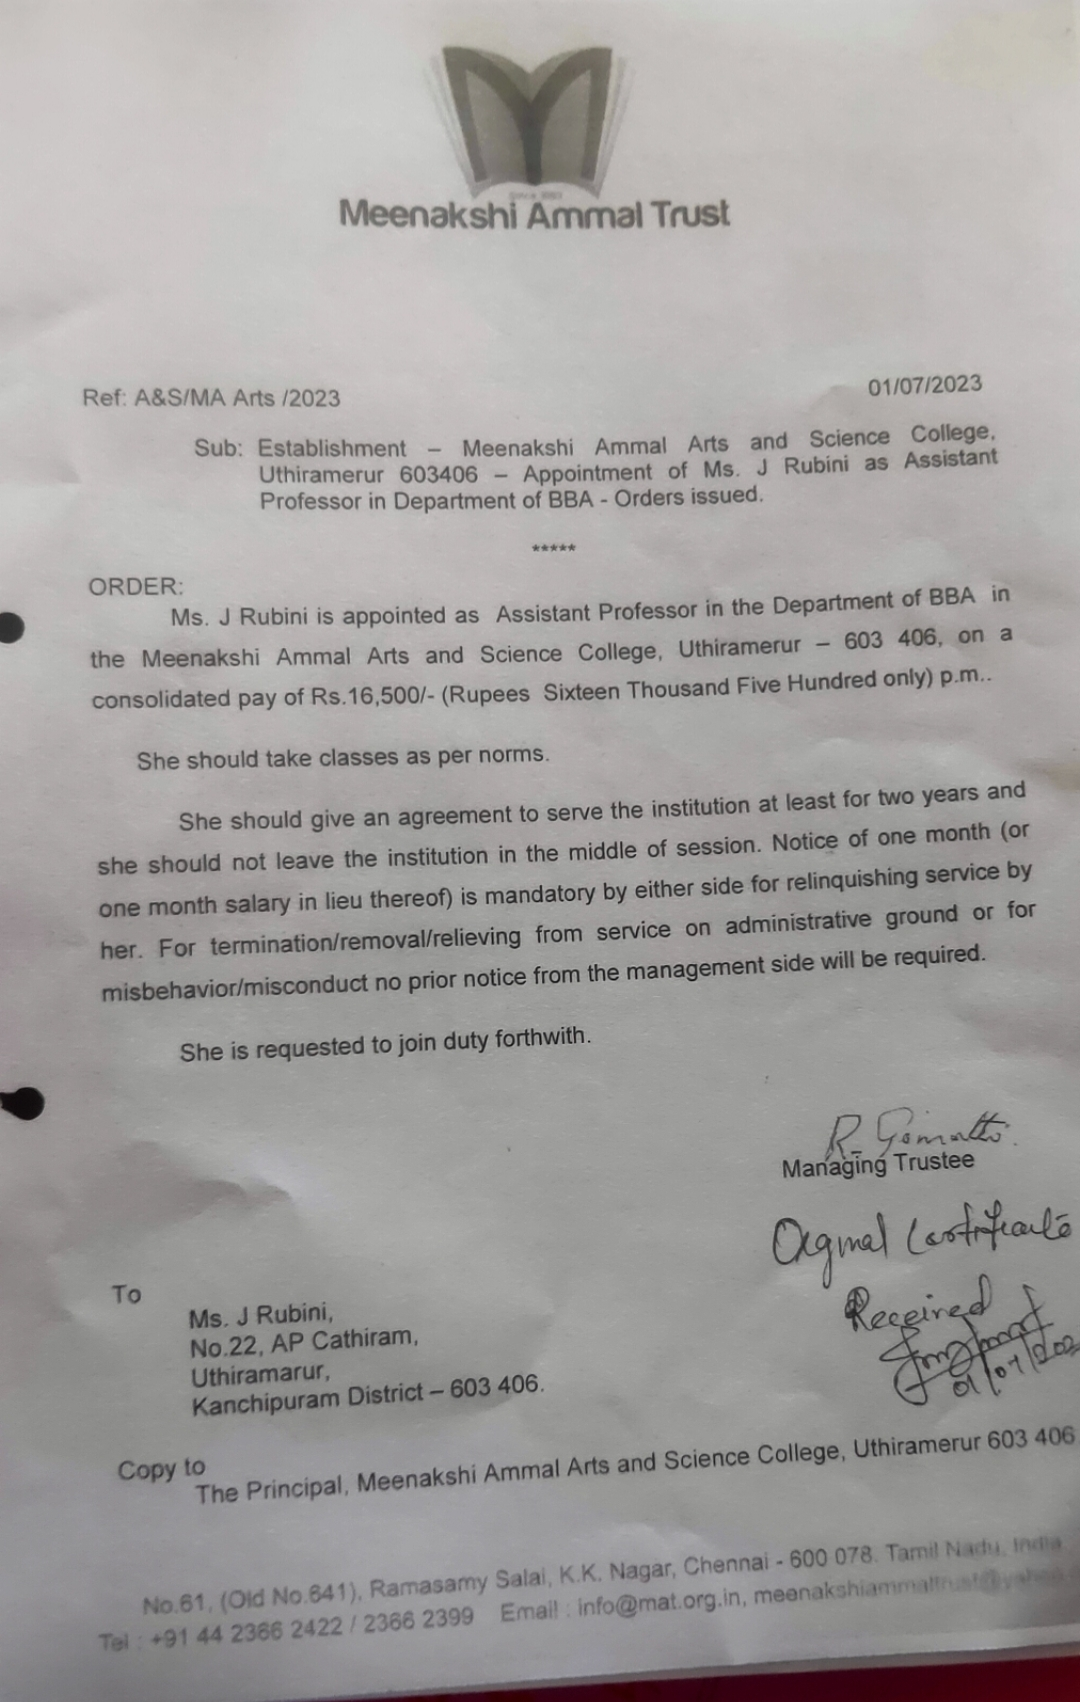 Meenakshi Ammal Trust
Ref: A&S/MA Arts /2023
01/07/2023
Sub: Establishment – Meenakshi Ammal Arts and Science College,
Uthiramerur 603406 – Appointment of Ms. J Rubini as Assistant
Professor in Department of BBA - Orders issued.
*****
ORDER:
Ms. J Rubini is appointed as Assistant Professor in the Department of BBA in
the Meenakshi Ammal Arts and Science College, Uthiramerur – 603 406, on a
consolidated pay of Rs.16,500/- (Rupees Sixteen Thousand Five Hundred only) p.m..
She should take classes as per norms.
She should give an agreement to serve the institution at least for two years and
she should not leave the institution in the middle of session. Notice of one month (or
one month salary in lieu thereof) is mandatory by either side for relinquishing service by
her. For termination/removal/relieving from service on administrative ground or for
misbehavior/misconduct no prior notice from the management side will be required.
She is requested to join duty forthwith.
Managing Trustee
Received
To
Ms. J Rubini,
No.22, AP Cathiram,
Uthiramarur,
Kanchipuram District – 603 406.
Copy to
The Principal, Meenakshi Ammal Arts and Science College, Uthiramerur 603 406
No.61, (Old No.641), Ramasamy Salai, K.K. Nagar, Chennai - 600 078. Tamil Nadu, India
Tel : +91 44 2366 2422 / 2366 2399 Email : info@mat.org.in,